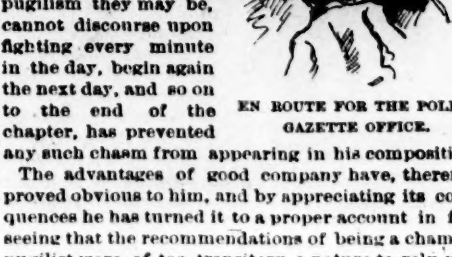 pugilism they may be,
cannot discourse upon
fighting every minute
in the day, begin again
the next day, and so on
to the end of the
chapter, has prevented
EN ROUTE FOR THE POLI
GAZETTE OFFICE.
any such chasm from appearing in his compositi
The advantages of good company have, there
proved obvious to him, and by appreciating its co
quences he has turned it to a proper account in f
seeing that the recommendations of being a cham